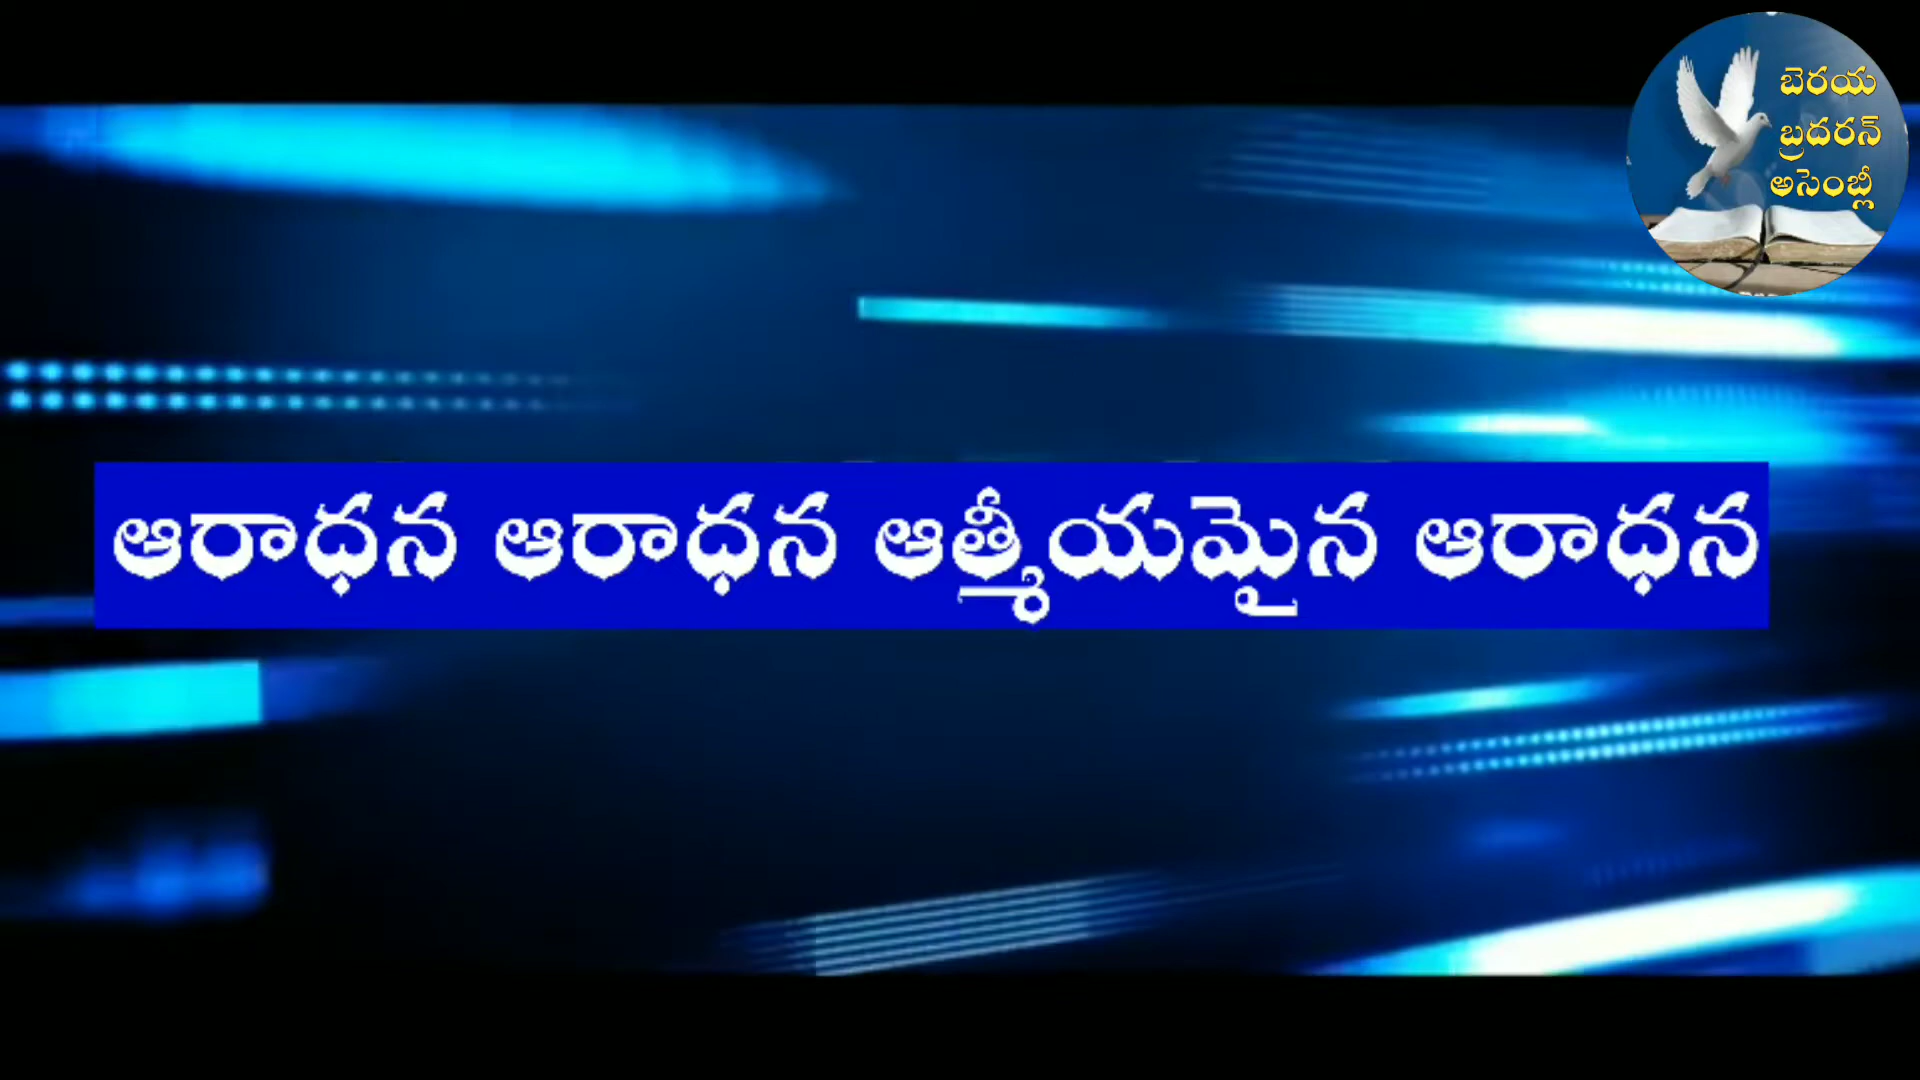 బెరయ
బ్రదరన్
అసెంబ్లీ
ఆరాధన ఆరాధన ఆత్మీయమైన ఆరాధన